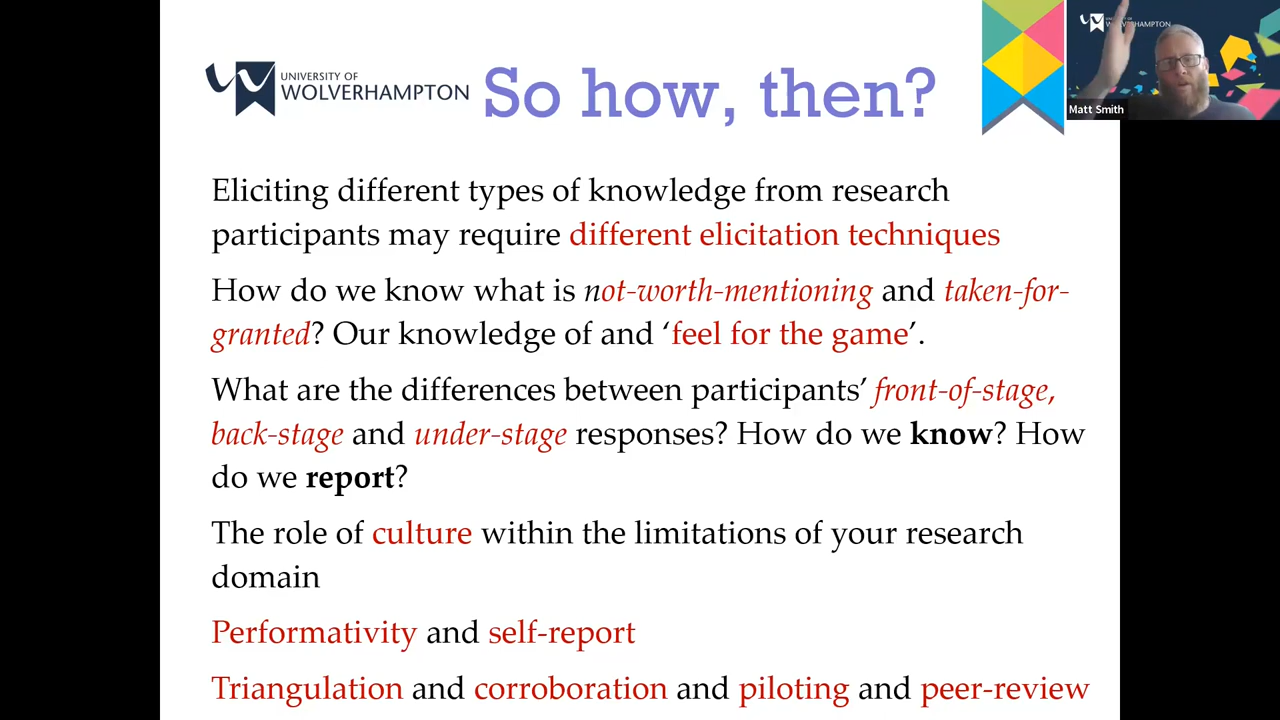 UNIVERSITY OF
WOLVERHAMPTON
So how, then?
Matt Smith
Eliciting different types of knowledge from research
participants may require different elicitation techniques
How do we know what is not-worth-mentioning and taken-for-
granted? Our knowledge of and ‘feel for the game’.
What are the differences between participants’ front-of-stage,
back-stage and under-stage responses? How do we know? How
do we report?
The role of culture within the limitations of your research
domain
Performativity and self-report
Triangulation and corroboration and piloting and peer-review